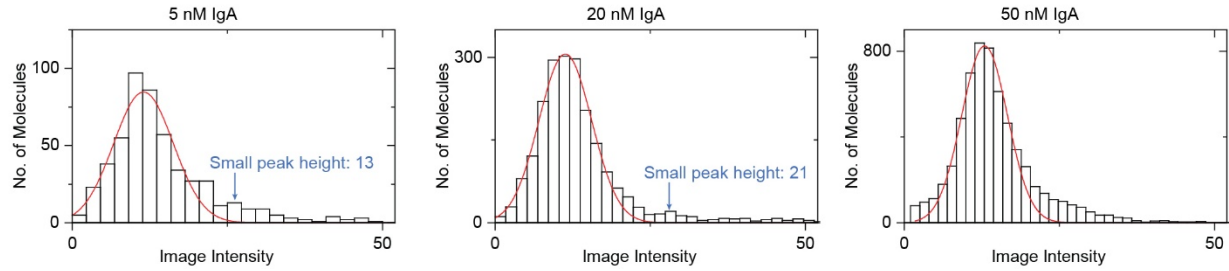 5 nM IgA
No. of Molecules
100
50
0
Small peak height: 13
0
50
Image Intensity
20 nM IgA
No. of Molecules
300
0
Small peak height: 21
0
50
Image Intensity
50 nM IgA
No. of Molecules
800
0
0
50
Image Intensity